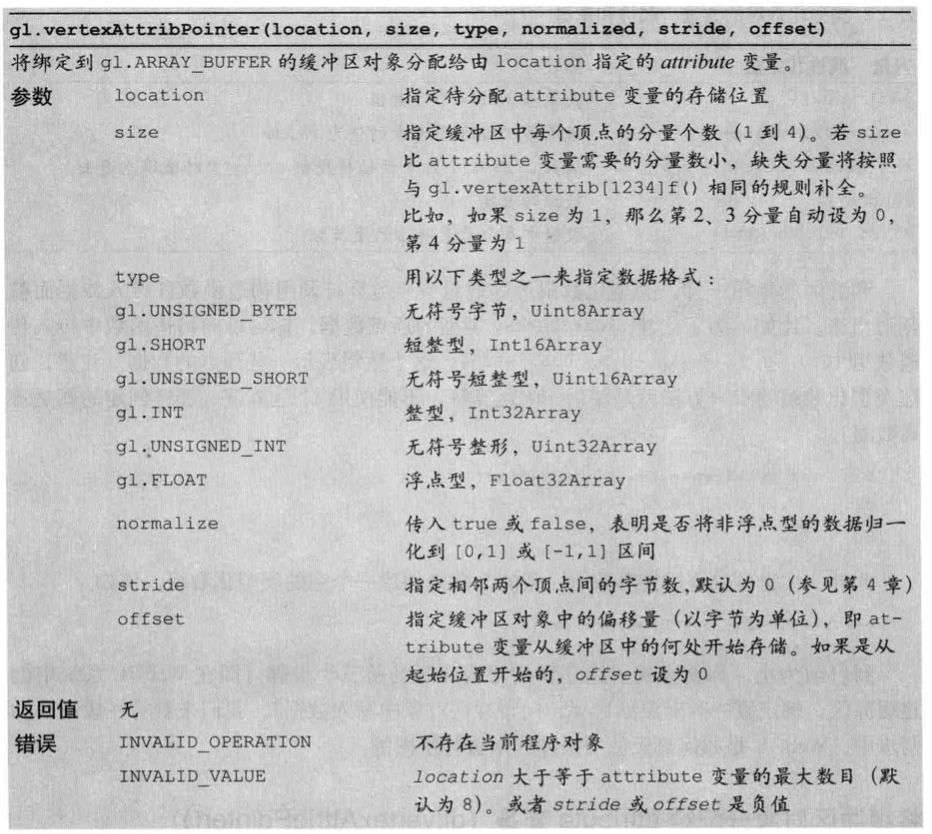 gl.vertexAttribPointer(location, size, type, normalized, stride, offset)
将绑定到 gl.ARRAY_BUFFER 的缓冲区对象分配给由 location 指定的 attribute 变量。
参数 location 指定待分配 attribute 变量的存储位置
size 指定缓冲区中每个顶点的分量个数（1 到 4）。若 size
比 attribute 变量需要的分量数小，缺失分量将按照
与 gl.vertexAttrib[1234]f() 相同的规则补全。
比如，如果 size 为 1，那么第 2、3 分量自动设为 0，
第 4 分量为 1
type 用以下类型之一来指定数据格式：
gl.UNSIGNED_BYTE 无符号字节，Uint8Array
gl.SHORT 短整型，Int16Array
gl.UNSIGNED_SHORT 无符号短整型，Uint16Array
gl.INT 整型，Int32Array
gl.UNSIGNED_INT 无符号整形，Uint32Array
gl.FLOAT 浮点型，Float32Array
normalize 传入 true 或 false，表明是否将非浮点型的数据归一
化到 [0,1] 或 [-1,1] 区间
stride 指定相邻两个顶点间的字节数，默认为 0（参见第 4 章）
offset 指定缓冲区对象中的偏移量（以字节为单位），即 at-
tribute 变量从缓冲区中的何处开始存储。如果是从
起始位置开始的，offset 设为 0
返回值 无
错误 INVALID_OPERATION 不存在当前程序对象
INVALID_VALUE location 大于等于 attribute 变量的最大数目（默
认为 8）。或者 stride 或 offset 是负值